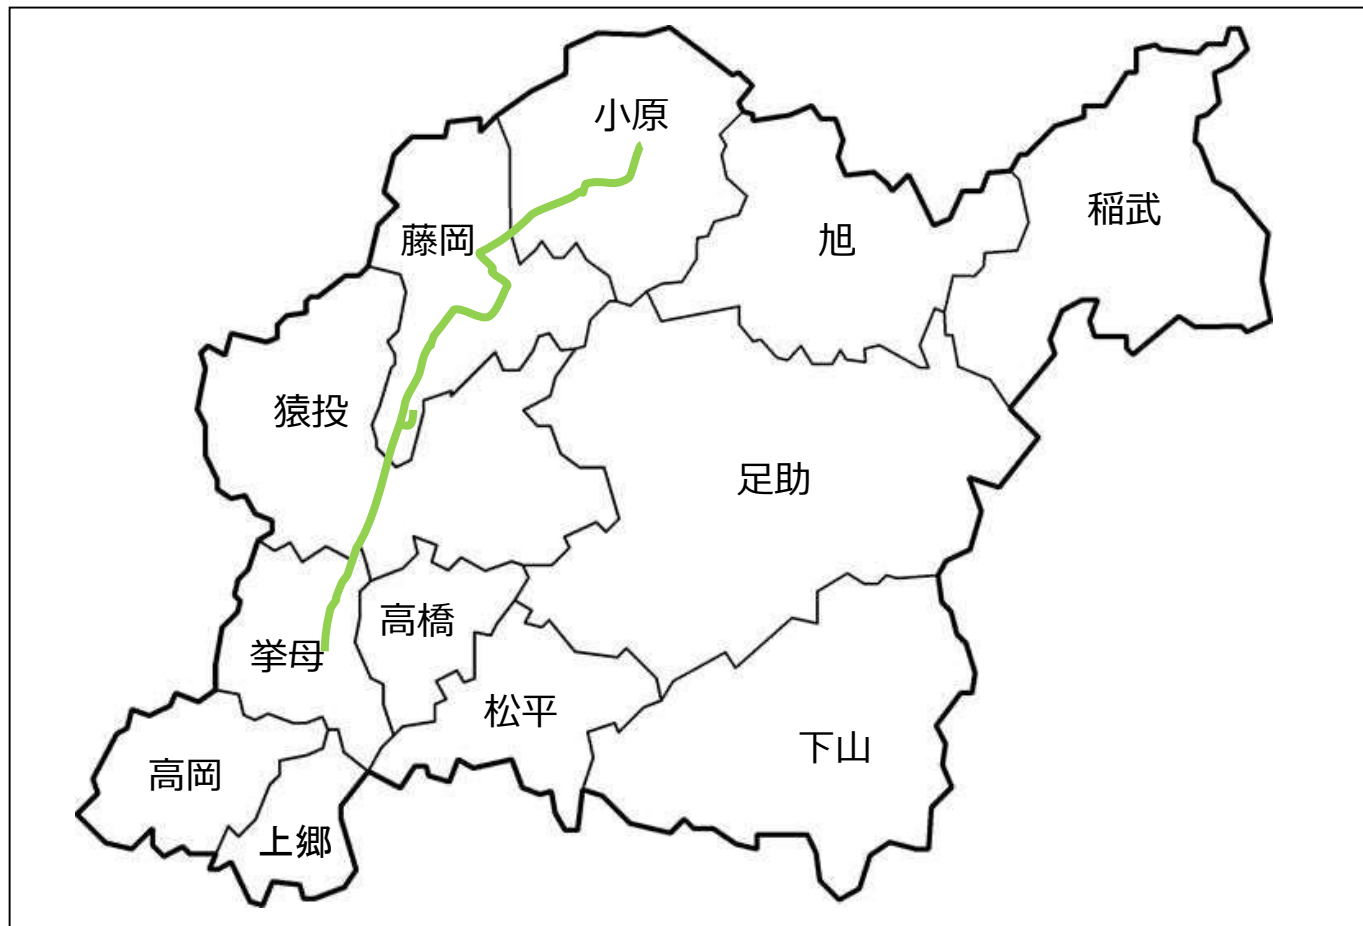 小原
稲武
藤岡
旭
猿投
足助
高橋
挙母
松平
下山
高岡
上郷